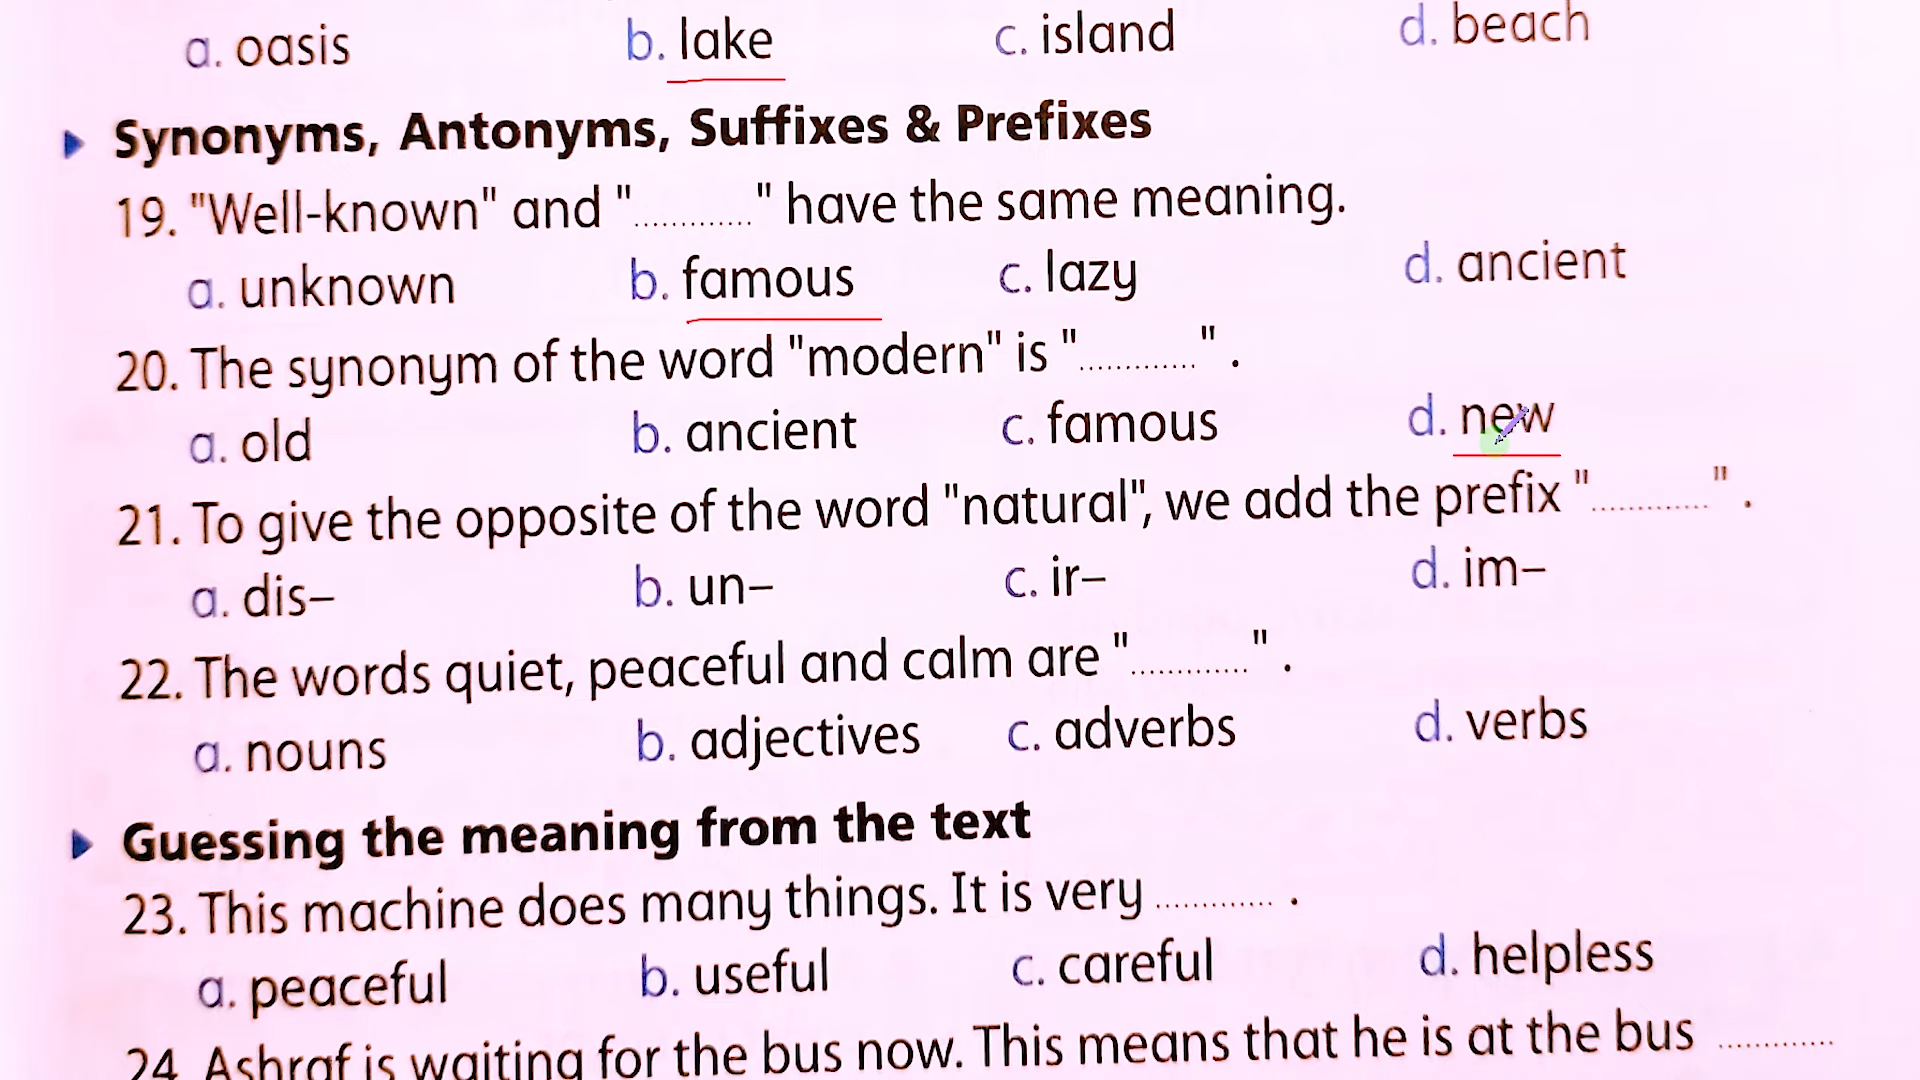 a. oasis b. lake c. island d. beach
Synonyms, Antonyms, Suffixes & Prefixes
19. "Well-known" and "............" have the same meaning.
a. unknown b. famous c. lazy d. ancient
20. The synonym of the word "modern" is "............" .
a. old b. ancient c. famous d. new
21. To give the opposite of the word "natural", we add the prefix "............" .
a. dis– b. un– c. ir– d. im–
22. The words quiet, peaceful and calm are "............" .
a. nouns b. adjectives c. adverbs d. verbs
Guessing the meaning from the text
23. This machine does many things. It is very ............ .
a. peaceful b. useful c. careful d. helpless
24. Ashraf is waiting for the bus now. This means that he is at the bus ............